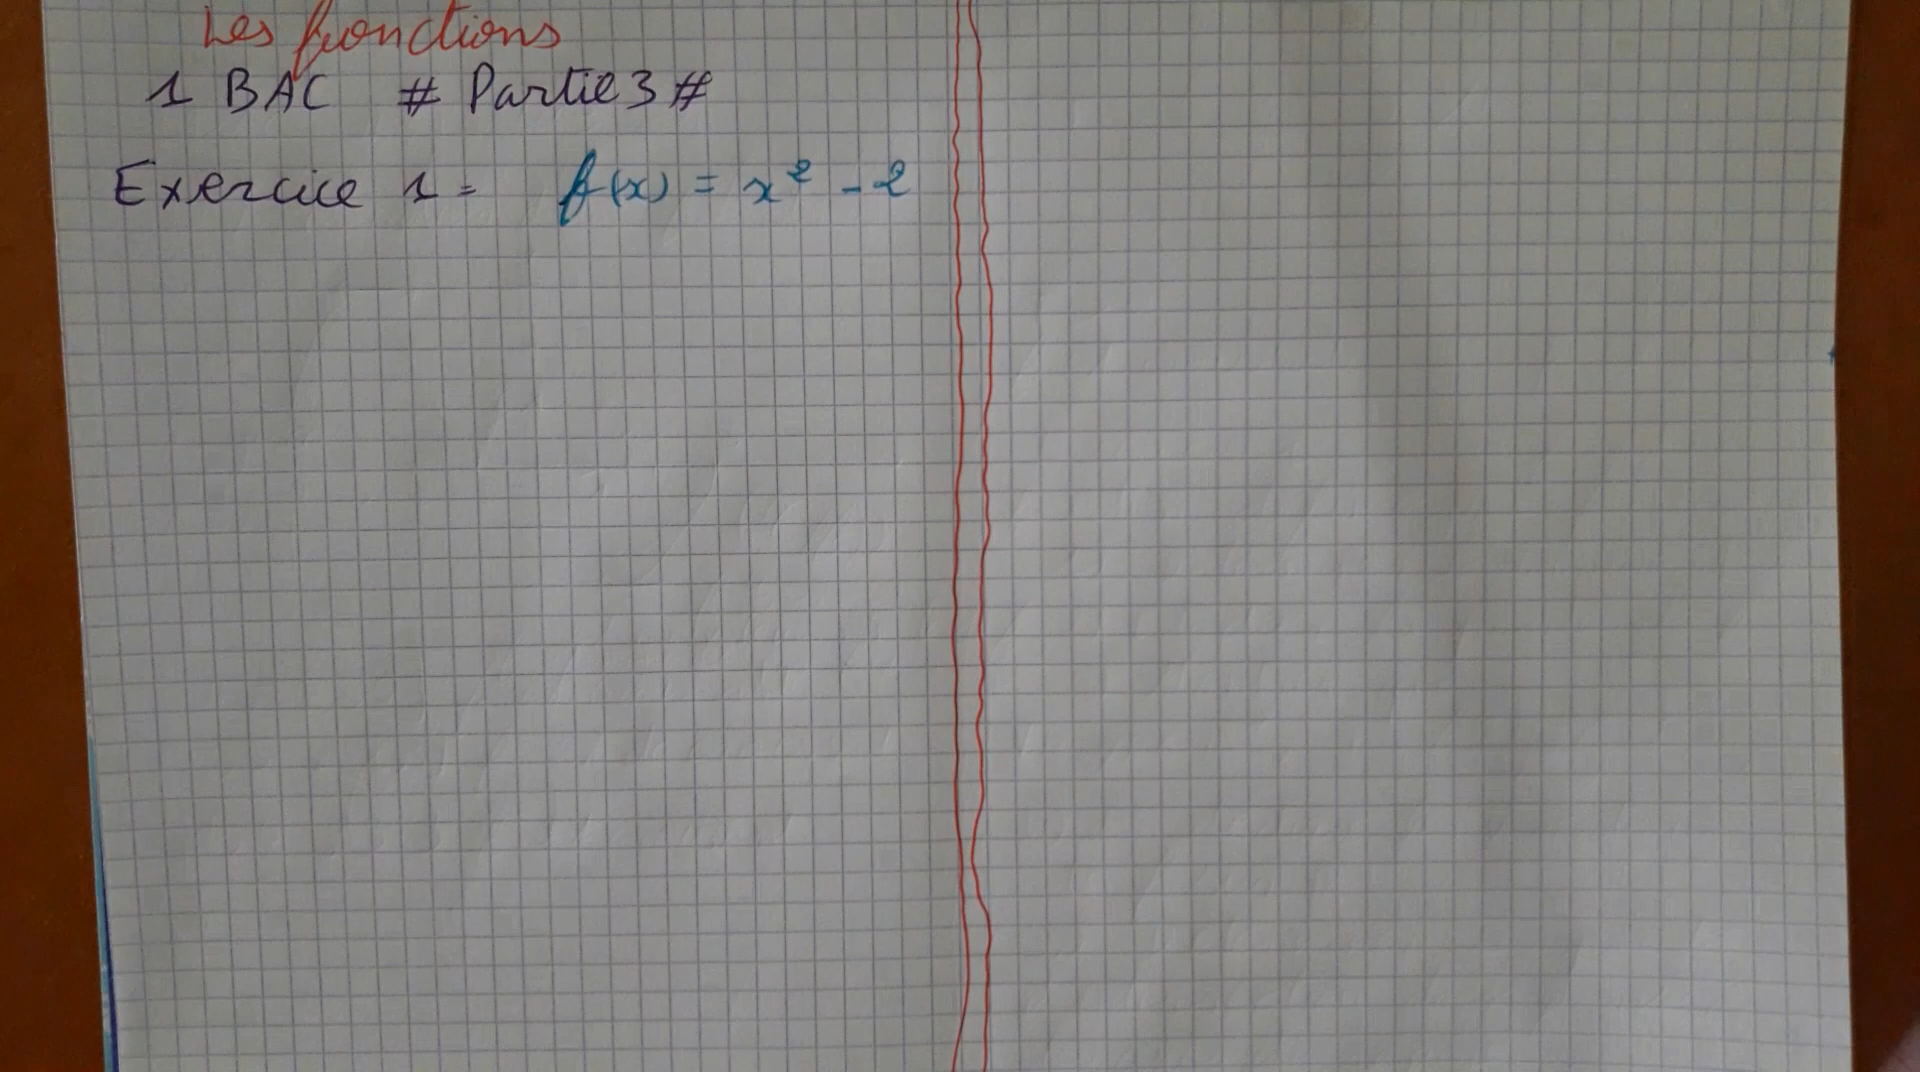 Les fonctions
1 BAC # Partie 3 #
Exercice 1 = f(x) = x² - 2